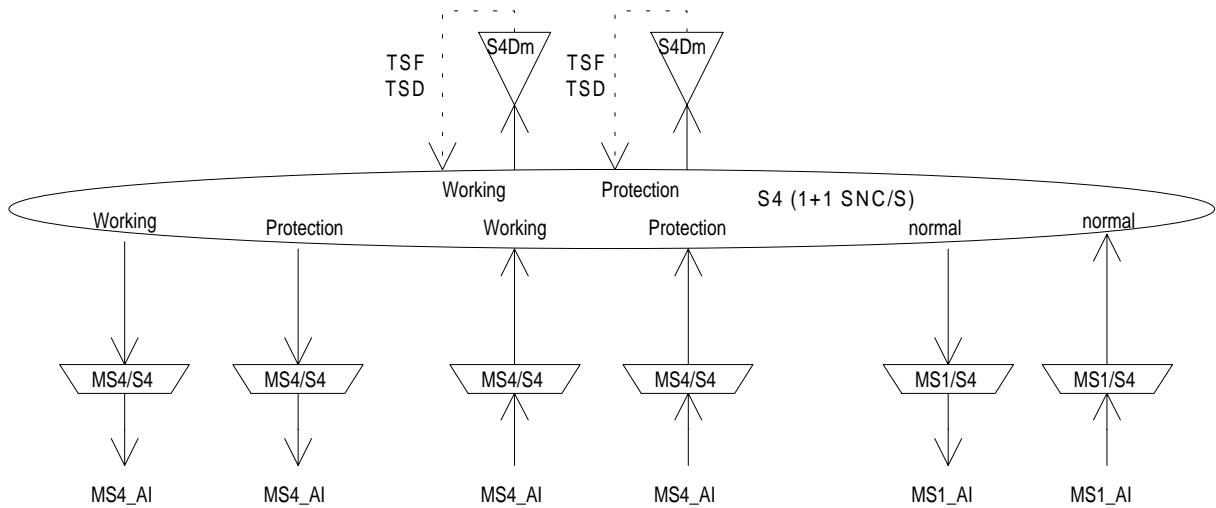 S4Dm
S4Dm
TSF
TSD
TSF
TSD
Working
Protection
S4 (1+1 SNC/S)
Working
Protection
Working
Protection
normal
normal
MS4/S4
MS4/S4
MS4/S4
MS4/S4
MS1/S4
MS1/S4
MS4_AI
MS4_AI
MS4_AI
MS4_AI
MS1_AI
MS1_AI